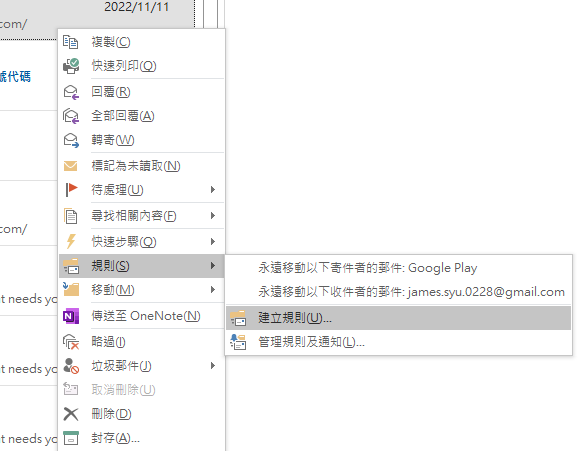 2022/11/11
com/
號代碼
com/
nt needs yo
nt needs yo
nt needs yo
複製(C)
快速列印(Q)
回覆(R)
全部回覆(A)
轉寄(W)
標記為未讀取(N)
待處理(U)
尋找相關內容(F)
快速步驟(Q)
規則(S)
移動(M)
傳送至 OneNote(N)
略過(I)
垃圾郵件(J)
取消刪除(U)
刪除(D)
封存(A)...
永遠移動以下寄件者的郵件: Google Play
永遠移動以下收件者的郵件: james.syu.0228@gmail.com
建立規則(U)...
管理規則及通知(L)...